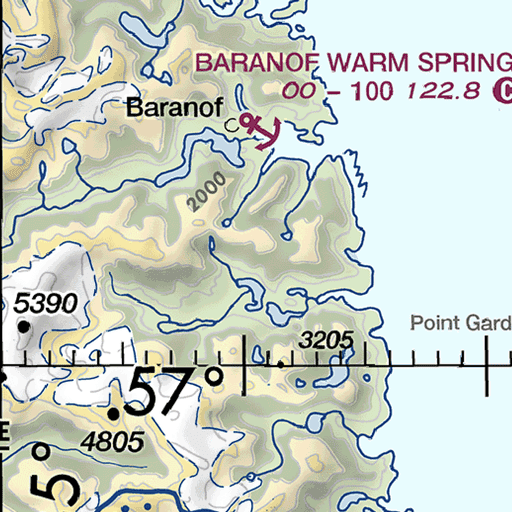 BARANOF WARM SPRING
00 - 100 122.8 C
Baranof
2000
5390
Point Gard
3205
57°
4805
E
5°